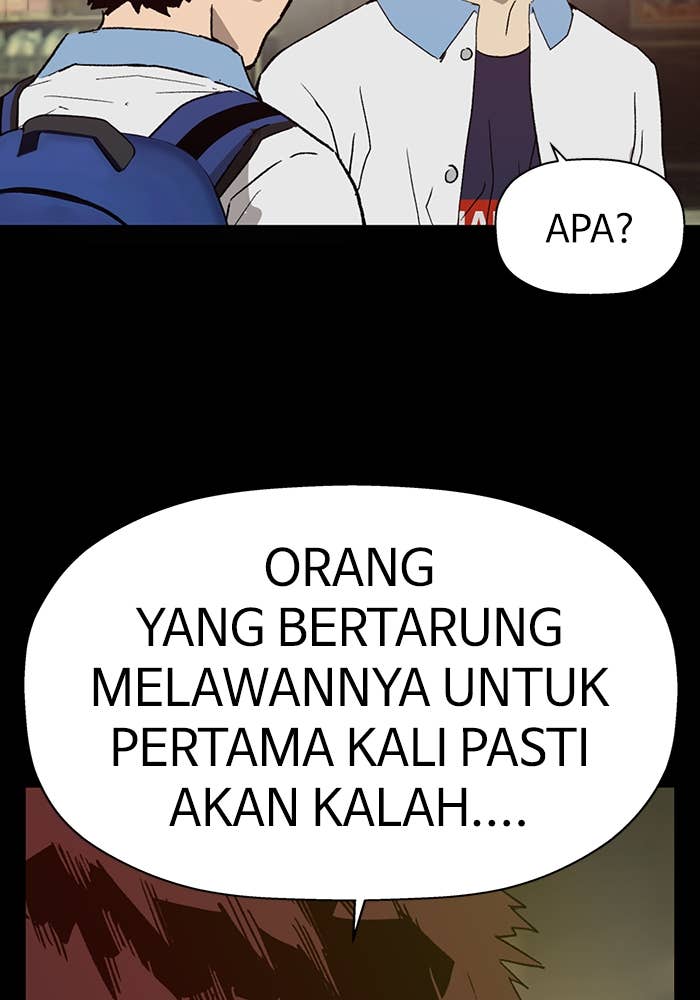 APA?
ORANG
YANG BERTARUNG
MELAWANNYA UNTUK
PERTAMA KALI PASTI
AKAN KALAH....